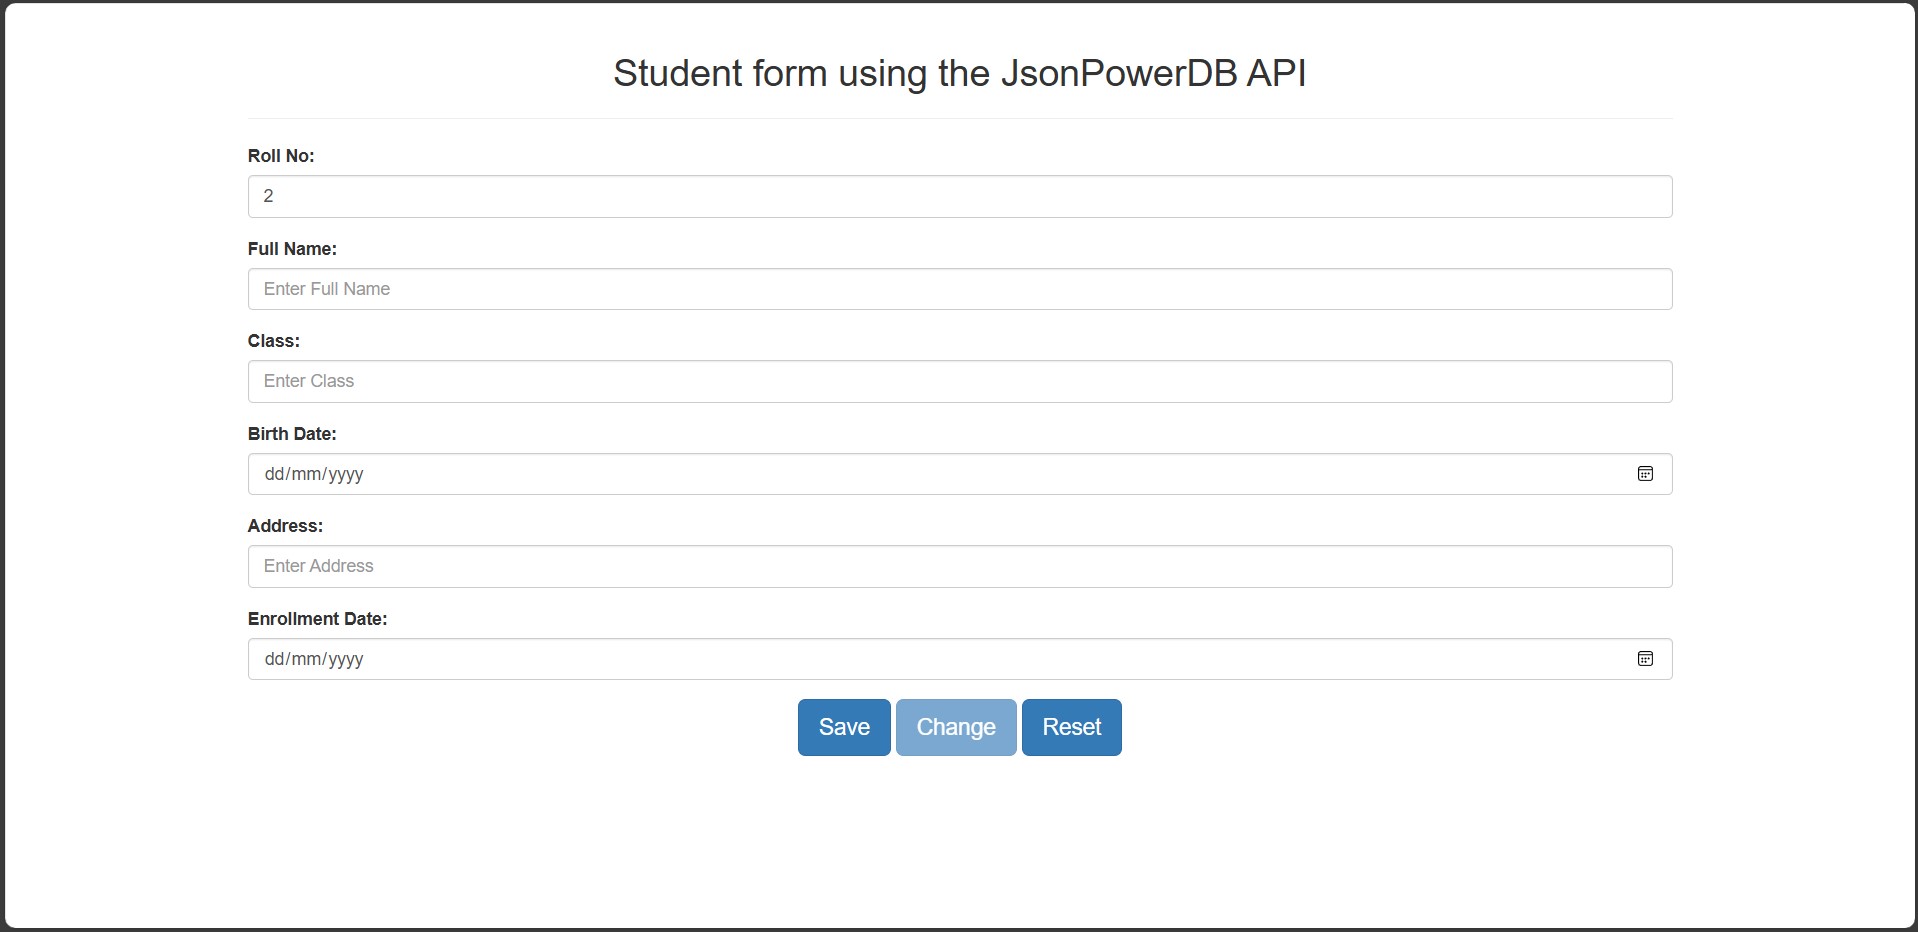 Student form using the JsonPowerDB API
Roll No:
2
Full Name:
Enter Full Name
Class:
Enter Class
Birth Date:
dd/mm/yyyy
Address:
Enter Address
Enrollment Date:
dd/mm/yyyy
Save Change Reset